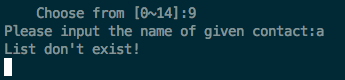 Choose from [0~14]:9
Please input the name of given contact:a
List don't exist!